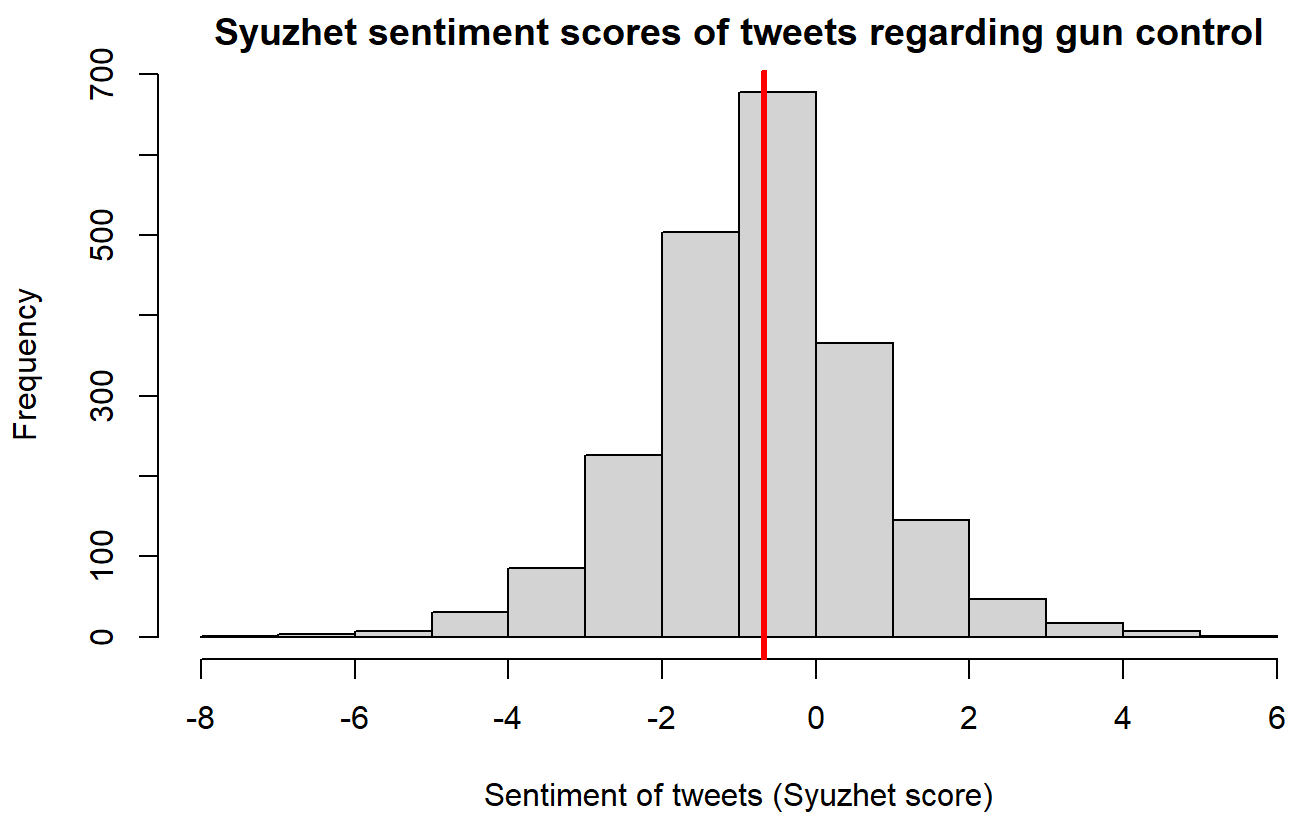 Syuzhet sentiment scores of tweets regarding gun control
Frequency
700
500
300
100
0
-8 -6 -4 -2 0 2 4 6
Sentiment of tweets (Syuzhet score)